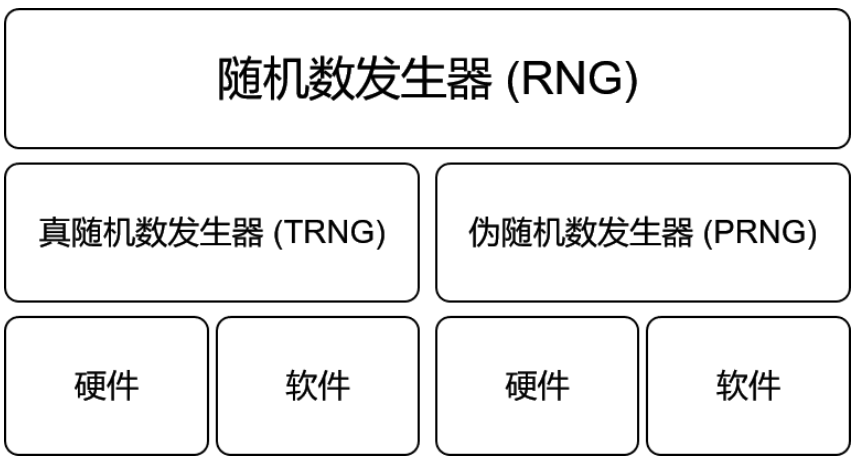 随机数发生器 (RNG)
真随机数发生器 (TRNG)
伪随机数发生器 (PRNG)
硬件
软件
硬件
软件